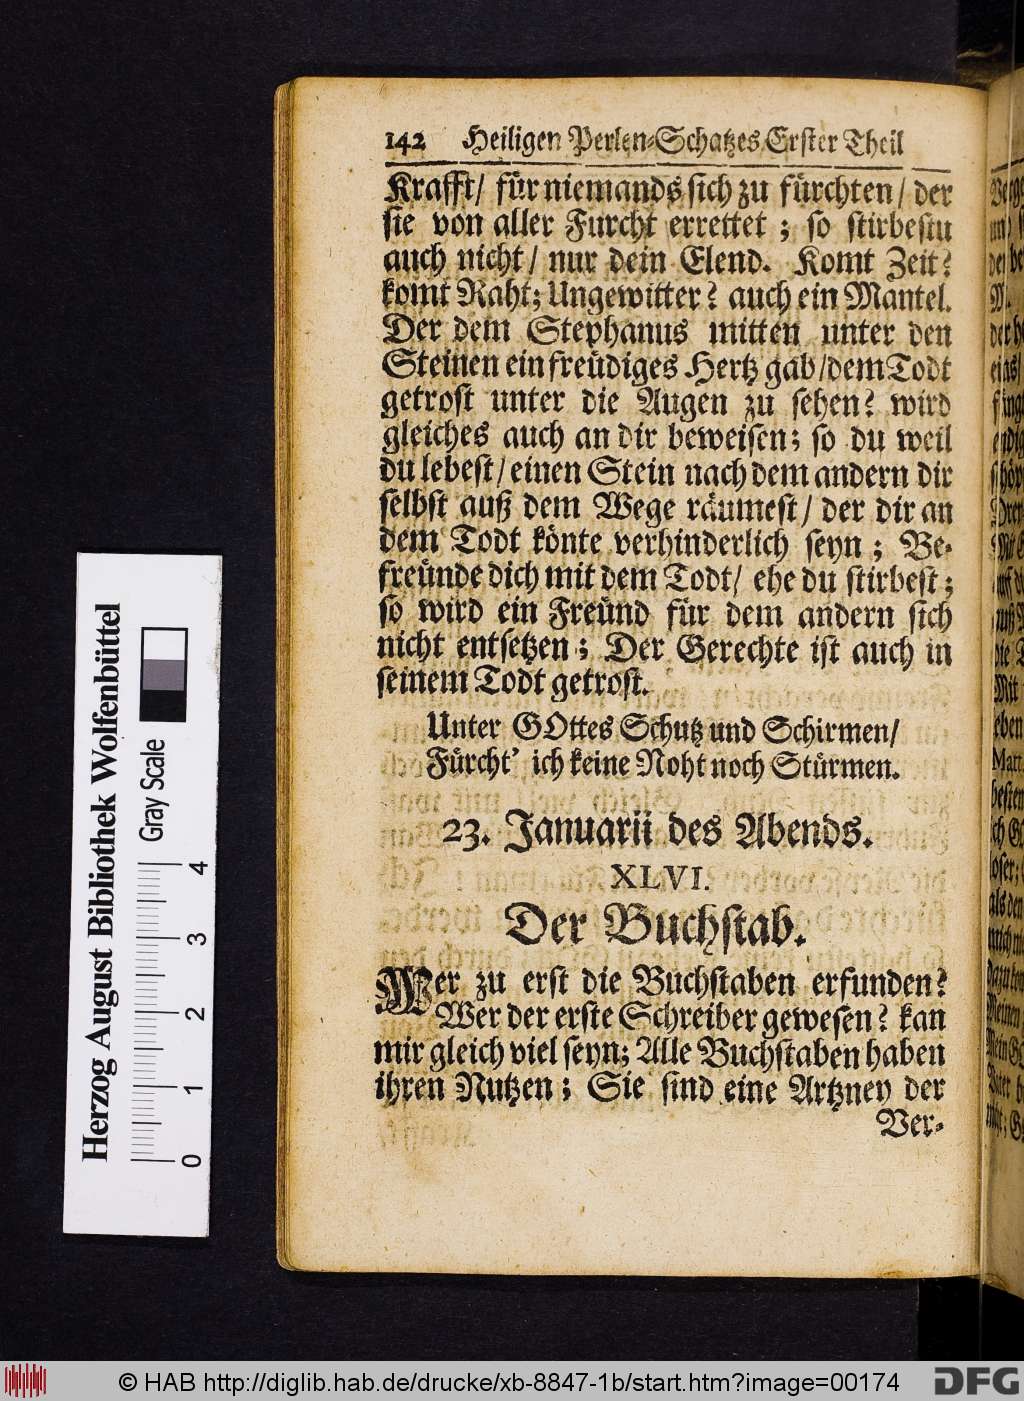 142 Heiligen Perlen-Schatzes/Erster Theil
Krafft/ für niemands sich zu fürchten/ der
sie von aller Furcht errettet; so stirbestu
auch nicht/ nur dein Elend. Komt Zeit?
komt Raht; Ungewitter? auch ein Mantel.
Der dem Stephanus mitten unter den
Steinen ein freüdiges Hertz gab/dem Todt
getrost unter die Augen zu sehen? wird
gleiches auch an dir beweisen; so du weil
du lebest/einen Stein nach dem andern dir
selbst auß dem Wege räumest/ der dir an
dem Todt könte verhinderlich seyn; Be-
freünde dich mit dem Todt/ ehe du stirbest;
so wird ein Freünd für dem andern sich
nicht entsetzen; Der Gerechte ist auch in
seinem Todt getrost.
Unter GOttes Schutz und Schirmen/
Fürcht' ich keine Noht noch Stürmen.
23. Januarii des Abends.
XLVI.
Der Buchstab.
Wer zu erst die Buchstaben erfunden?
Wer der erste Schreiber gewesen? kan
mir gleich viel seyn; Alle Buchstaben haben
ihren Nutzen; Sie sind eine Artzney der
Ver-
Herzog August Bibliothek Wolfenbüttel
Gray Scale
0 1 2 3 4
© HAB http://diglib.hab.de/drucke/xb-8847-1b/start.htm?image=00174
DFG